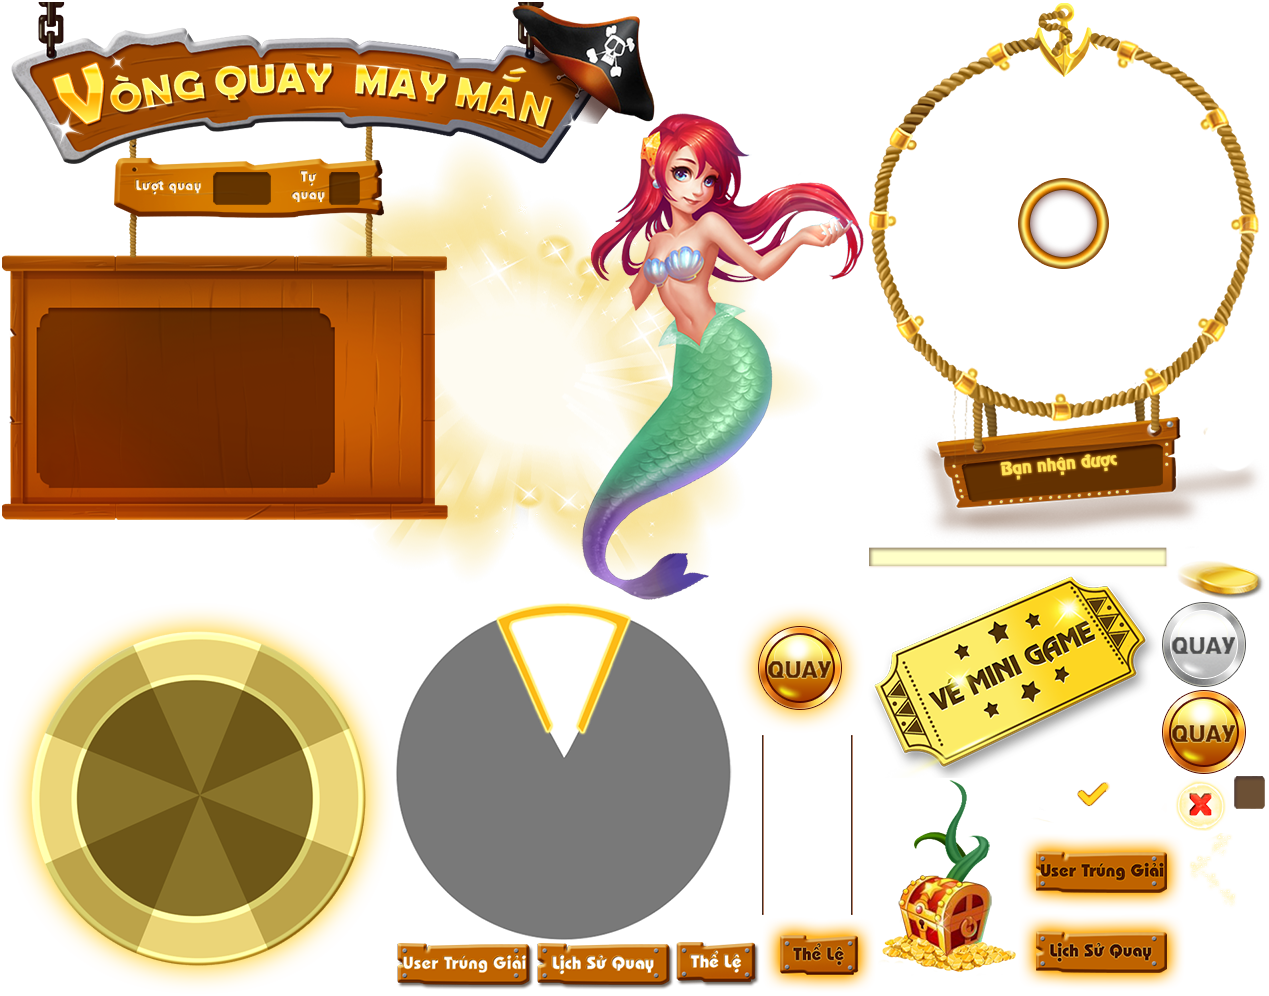 VÒNG QUAY MAY MẮN
Lượt quay
Tự
quay
Bạn nhận được
QUAY
VÉ MINI GAME
QUAY
QUAY
User Trúng Giải
Lịch Sử Quay
User Trúng Giải
Lịch Sử Quay
Thể Lệ
Thể Lệ